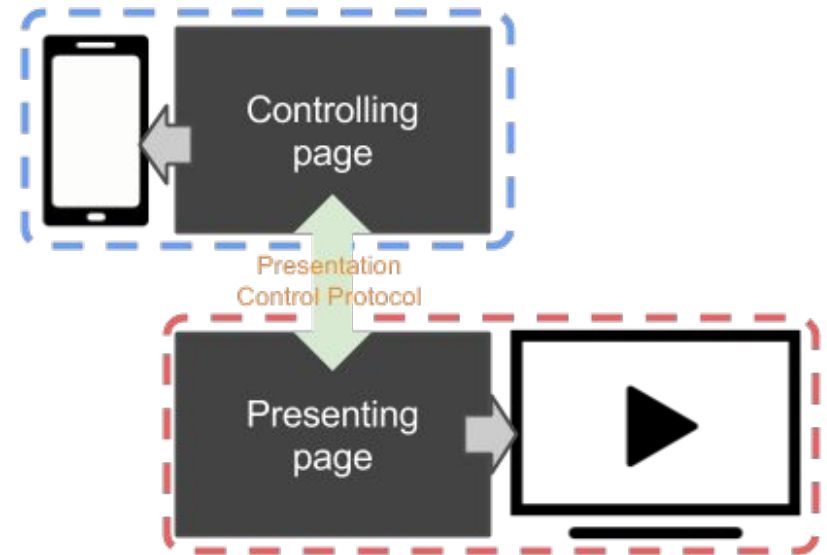 Controlling
page
Presentation
Control Protocol
Presenting
page